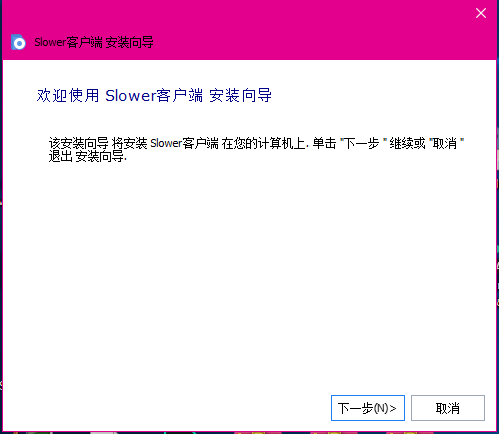 Slower客户端 安装向导
欢迎使用 Slower客户端 安装向导
该安装向导 将安装 Slower客户端 在您的计算机上. 单击 "下一步 " 继续或 "取消 "
退出 安装向导.
下一步(N)>
取消